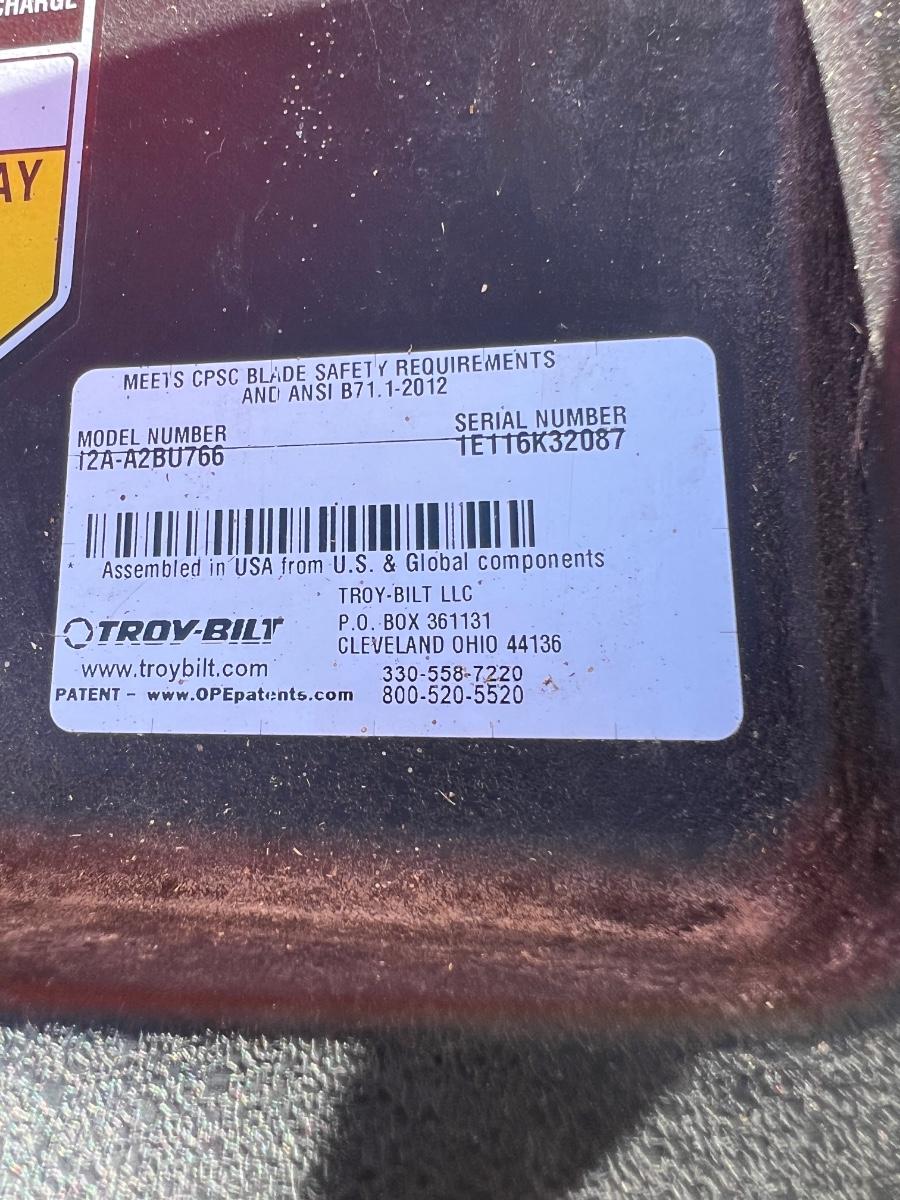 CHARGE
AY
MEETS CPSC BLADE SAFETY REQUIREMENTS
AND ANSI B71.1-2012
MODEL NUMBER
12A-A2BU766
SERIAL NUMBER
1E116K32087
* Assembled in USA from U.S. & Global components
TROY-BILT
www.troybilt.com
PATENT - www.OPEpatents.com
TROY-BILT LLC
P.O. BOX 361131
CLEVELAND OHIO 44136
330-558-7220
800-520-5520